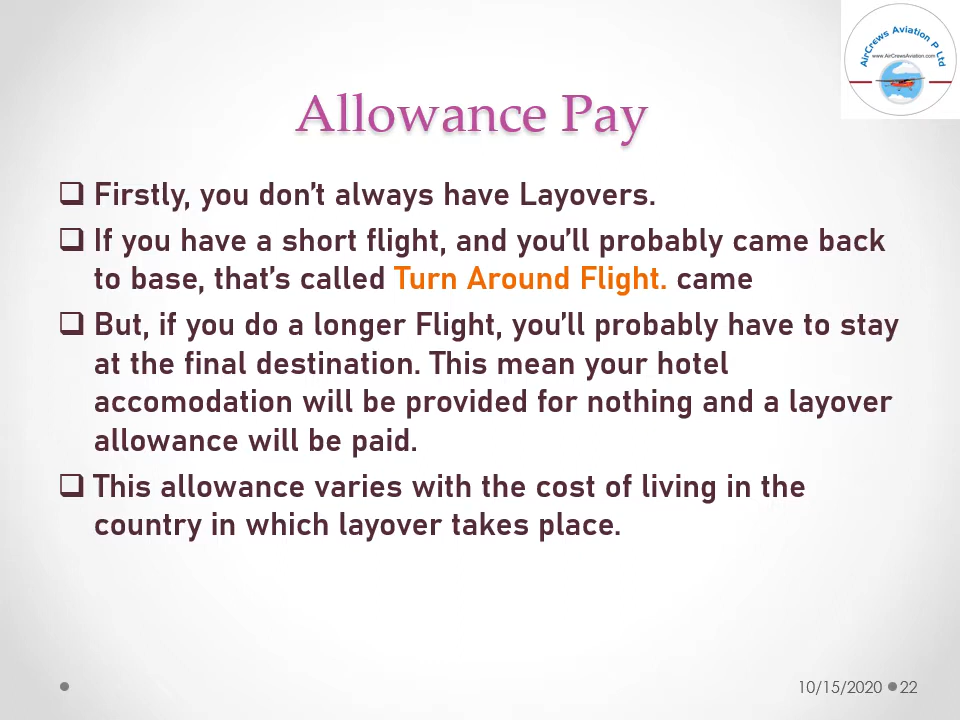 AirCrews Aviation P Ltd
www.AirCrewsAviation.com
Allowance Pay
Firstly, you don't always have Layovers.
If you have a short flight, and you'll probably came back
to base, that's called Turn Around Flight. came
But, if you do a longer Flight, you'll probably have to stay
at the final destination. This mean your hotel
accomodation will be provided for nothing and a layover
allowance will be paid.
This allowance varies with the cost of living in the
country in which layover takes place.
10/15/2020 22